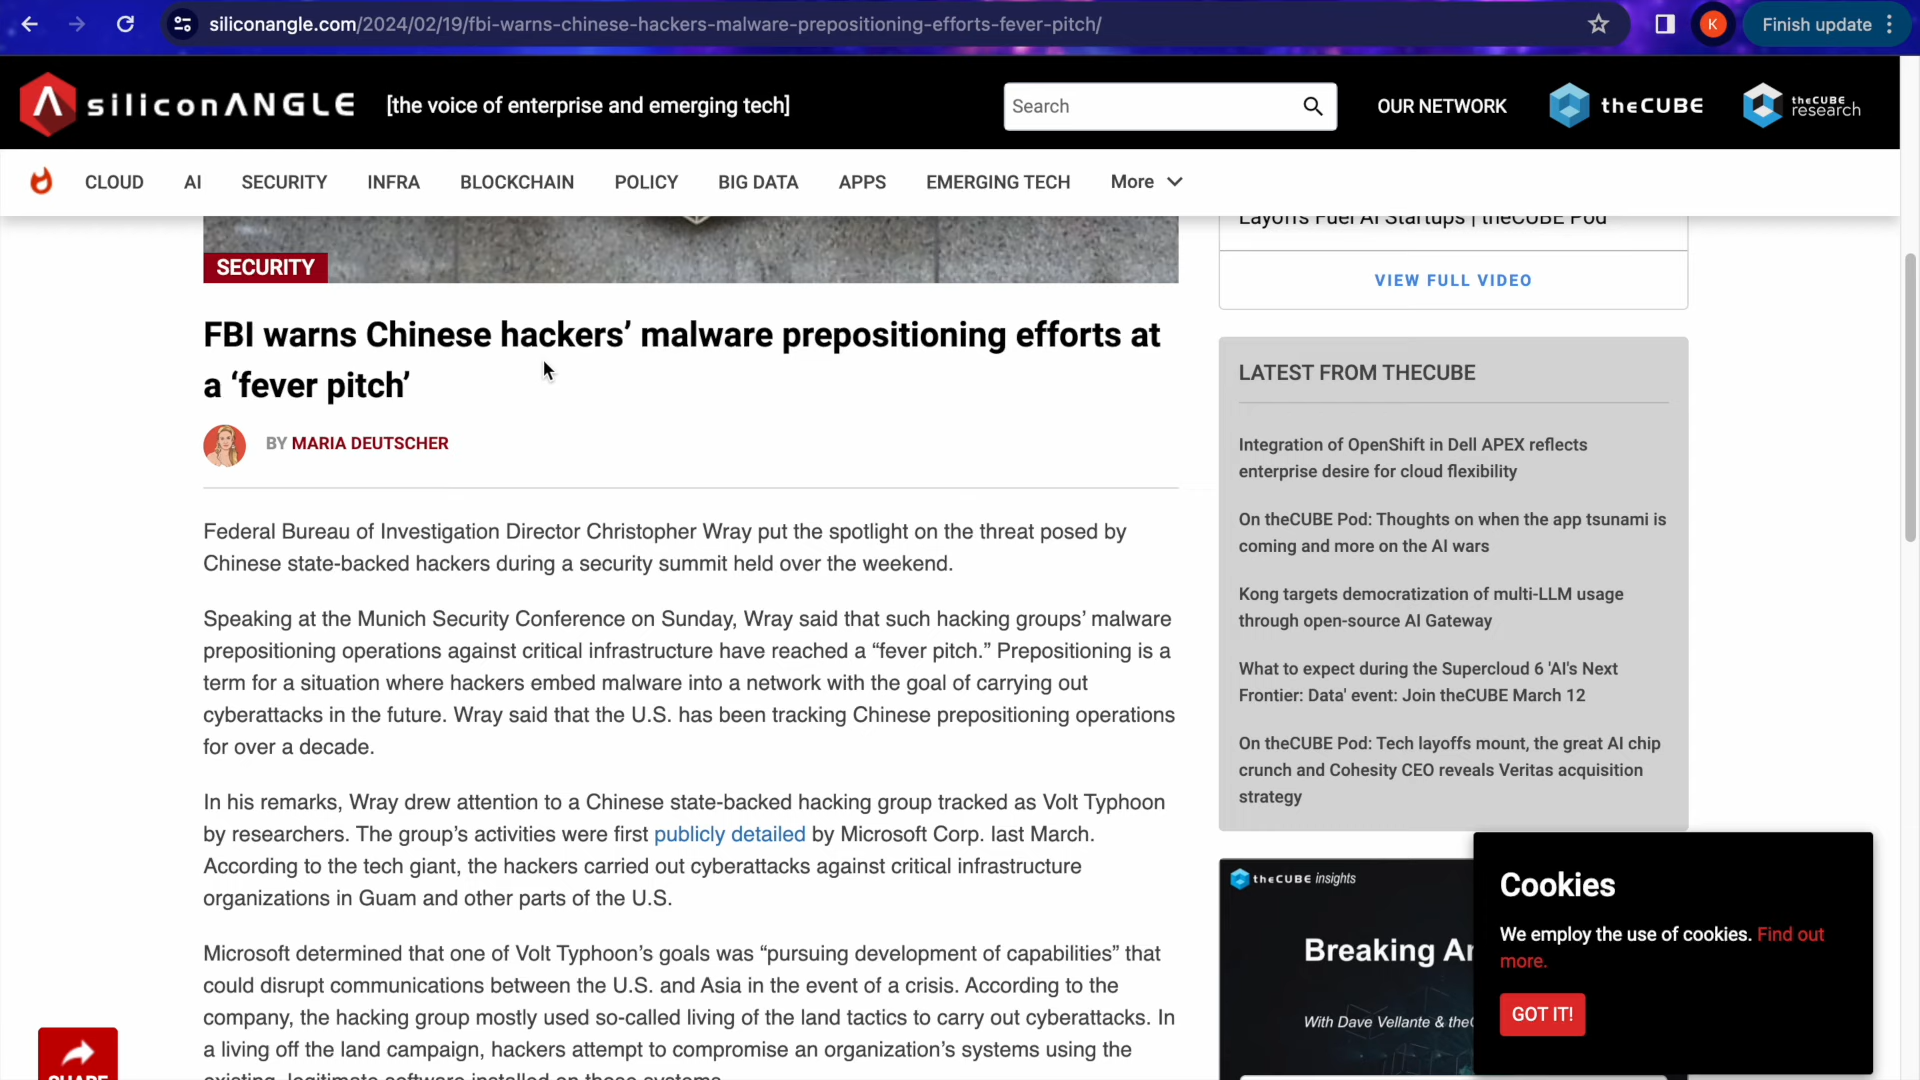 siliconangle.com/2024/02/19/fbi-warns-chinese-hackers-malware-prepositioning-efforts-fever-pitch/
K
Finish update
siliconANGLE
[the voice of enterprise and emerging tech]
Search
OUR NETWORK
theCUBE
theCUBE research
CLOUD
AI
SECURITY
INFRA
BLOCKCHAIN
POLICY
BIG DATA
APPS
EMERGING TECH
More
SECURITY
FBI warns Chinese hackers’ malware prepositioning efforts at
a ‘fever pitch’
BY MARIA DEUTSCHER
Federal Bureau of Investigation Director Christopher Wray put the spotlight on the threat posed by
Chinese state-backed hackers during a security summit held over the weekend.
Speaking at the Munich Security Conference on Sunday, Wray said that such hacking groups’ malware
prepositioning operations against critical infrastructure have reached a “fever pitch.” Prepositioning is a
term for a situation where hackers embed malware into a network with the goal of carrying out
cyberattacks in the future. Wray said that the U.S. has been tracking Chinese prepositioning operations
for over a decade.
In his remarks, Wray drew attention to a Chinese state-backed hacking group tracked as Volt Typhoon
by researchers. The group’s activities were first publicly detailed by Microsoft Corp. last March.
According to the tech giant, the hackers carried out cyberattacks against critical infrastructure
organizations in Guam and other parts of the U.S.
Microsoft determined that one of Volt Typhoon’s goals was “pursuing development of capabilities” that
could disrupt communications between the U.S. and Asia in the event of a crisis. According to the
company, the hacking group mostly used so-called living of the land tactics to carry out cyberattacks. In
a living off the land campaign, hackers attempt to compromise an organization’s systems using the
existing, legitimate software installed on those systems.
SHARE
Layoffs Fuel AI Startups | theCUBE Pod
VIEW FULL VIDEO
LATEST FROM THECUBE
Integration of OpenShift in Dell APEX reflects
enterprise desire for cloud flexibility
On theCUBE Pod: Thoughts on when the app tsunami is
coming and more on the AI wars
Kong targets democratization of multi-LLM usage
through open-source AI Gateway
What to expect during the Supercloud 6 'AI's Next
Frontier: Data' event: Join theCUBE March 12
On theCUBE Pod: Tech layoffs mount, the great AI chip
crunch and Cohesity CEO reveals Veritas acquisition
strategy
theCUBE insights
Breaking
With Dave Vellante & 
Cookies
We employ the use of cookies. Find out
more.
GOT IT!